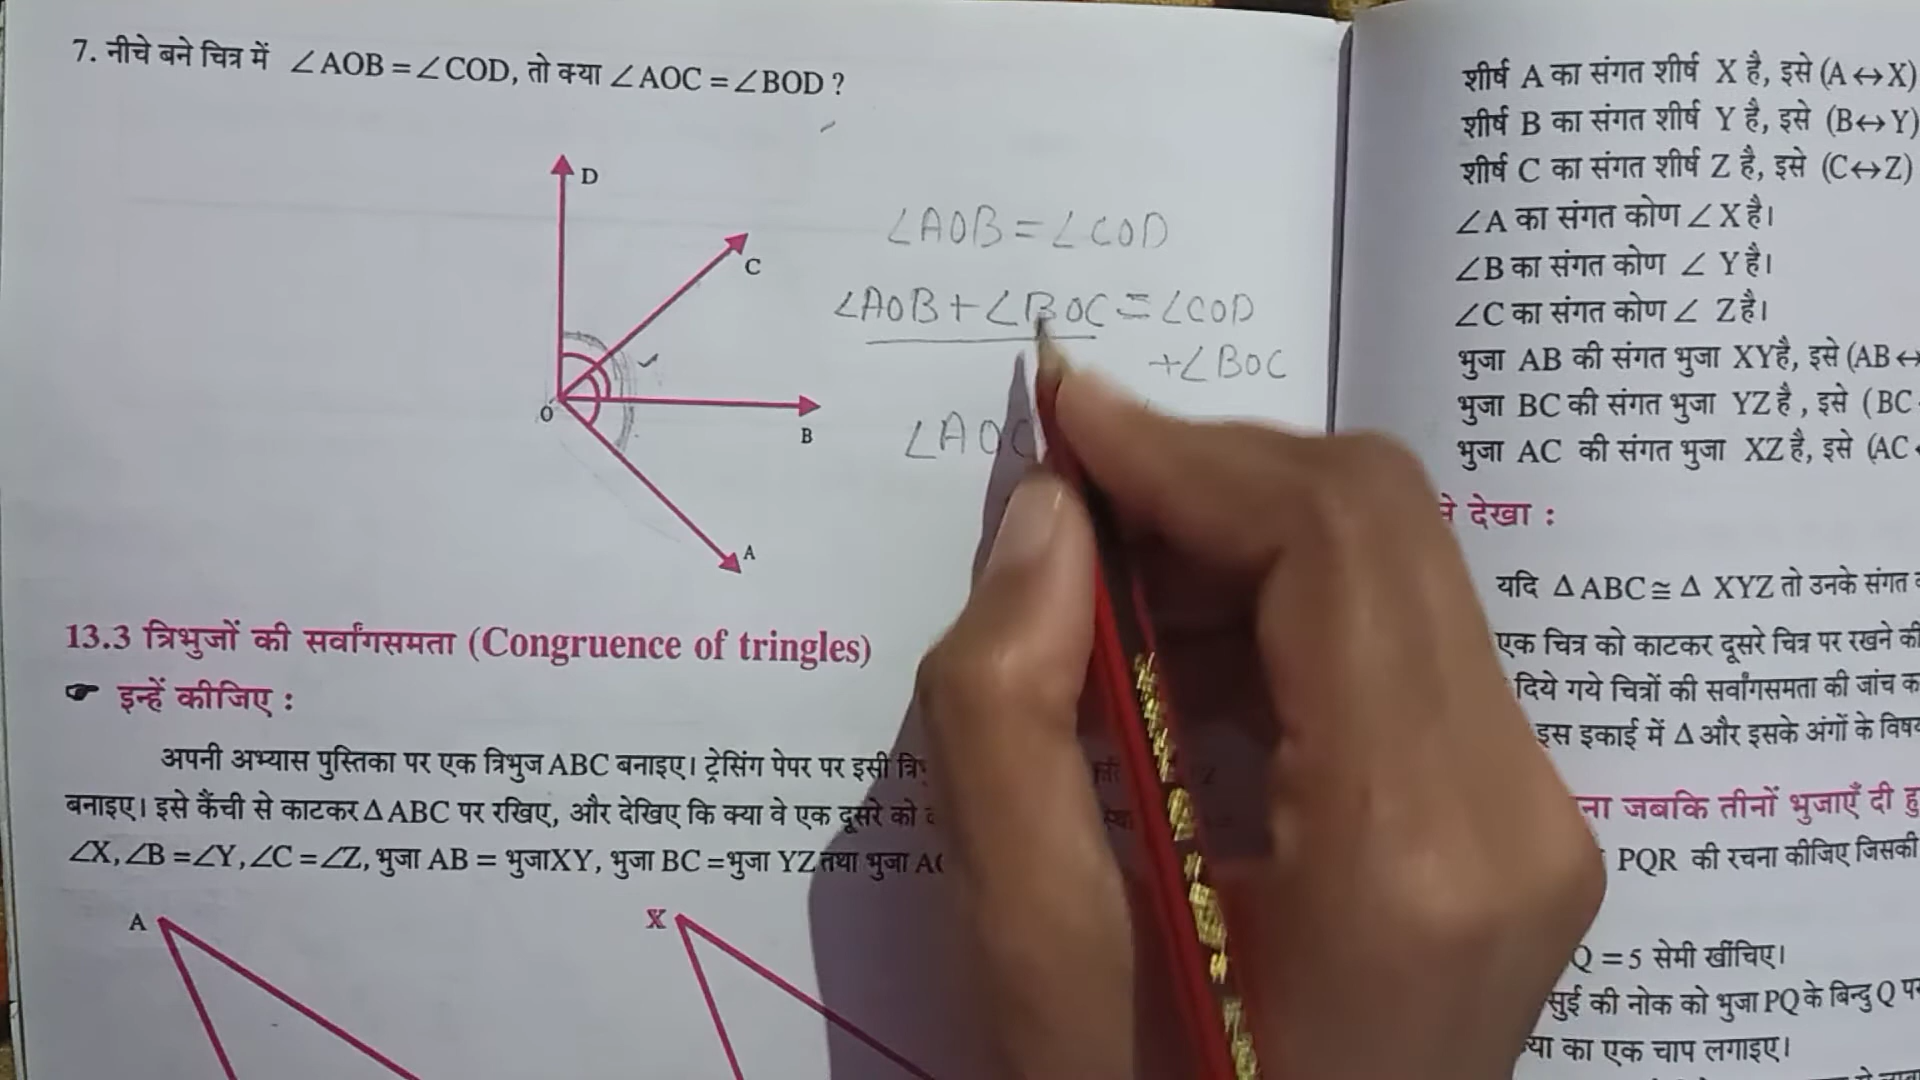 7. नीचे बने चित्र में ∠AOB = ∠COD, तो क्या ∠AOC = ∠BOD ?
D
C
O
B
A
∠AOB = ∠COD
∠AOB + ∠BOC = ∠COD
+ ∠BOC
∠AOC
13.3 त्रिभुजों की सर्वांगसमता (Congruence of tringles)
☞ इन्हें कीजिए :
अपनी अभ्यास पुस्तिका पर एक त्रिभुज ABC बनाइए। ट्रेसिंग पेपर पर इसी
बनाइए। इसे कैंची से काटकर Δ ABC पर रखिए, और देखिए कि क्या वे एक दूसरे को
∠X, ∠B = ∠Y, ∠C = ∠Z, भुजा AB = भुजा XY, भुजा BC = भुजा YZ तथा भुजा
A
X
शीर्ष A का संगत शीर्ष X है, इसे (A ↔ X)
शीर्ष B का संगत शीर्ष Y है, इसे (B ↔ Y)
शीर्ष C का संगत शीर्ष Z है, इसे (C ↔ Z)
∠A का संगत कोण ∠ X है।
∠B का संगत कोण ∠ Y है।
∠C का संगत कोण ∠ Z है।
भुजा AB की संगत भुजा XY है, इसे (AB ↔
भुजा BC की संगत भुजा YZ है , इसे (BC
भुजा AC की संगत भुजा XZ है, इसे (AC
देखा :
यदि Δ ABC ≅ Δ XYZ तो उनके संगत
एक चित्र को काटकर दूसरे चित्र पर रखने की
दिये गये चित्रों की सर्वांगसमता की जांच
इस इकाई में Δ और इसके अंगों के
जबकि तीनों भुजाएँ दी
PQR की रचना कीजिए जिसकी
Q = 5 सेमी खींचिए।
सुई की नोक को भुजा PQ के बिन्दु Q
का एक चाप लगाइए।